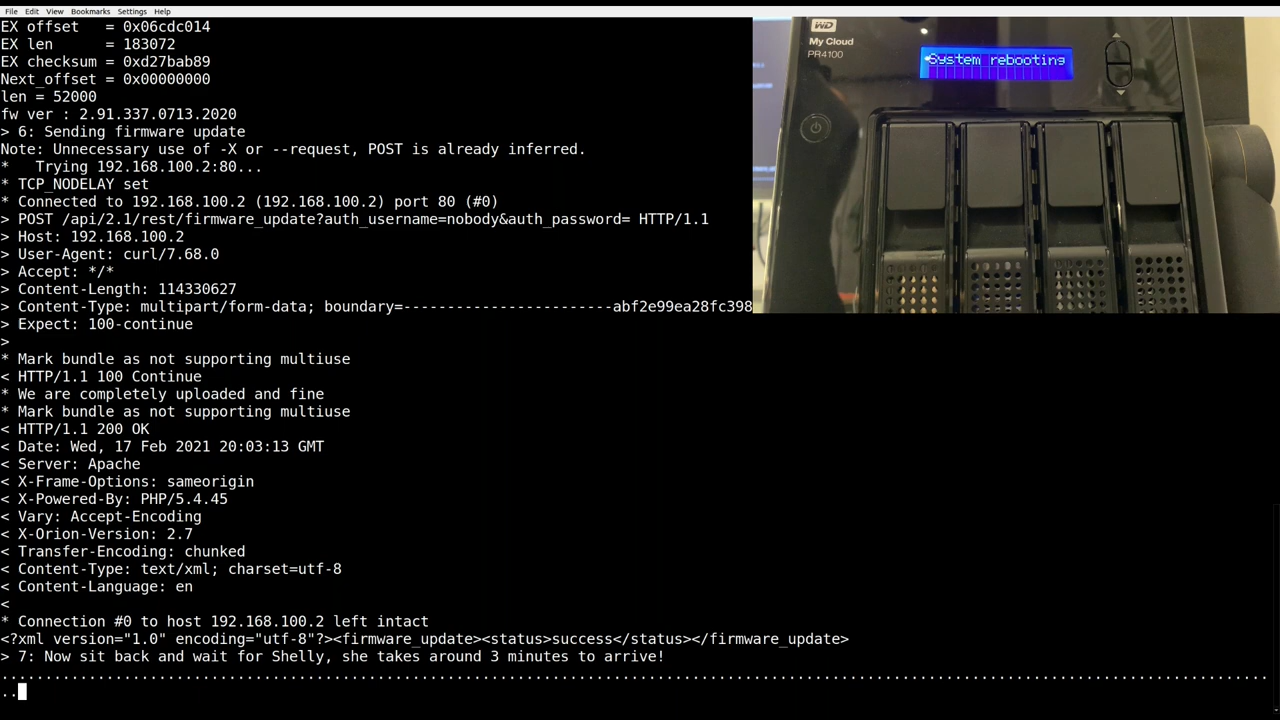 File Edit View Bookmarks Settings Help
EX offset   = 0x06cdc014
EX len      = 183072
EX checksum = 0xd27bab89
Next_offset = 0x00000000
len = 52000
fw ver : 2.91.337.0713.2020
> 6: Sending firmware update
Note: Unnecessary use of -X or --request, POST is already inferred.
*   Trying 192.168.100.2:80...
* TCP_NODELAY set
* Connected to 192.168.100.2 (192.168.100.2) port 80 (#0)
> POST /api/2.1/rest/firmware_update?auth_username=nobody&auth_password= HTTP/1.1
> Host: 192.168.100.2
> User-Agent: curl/7.68.0
> Accept: */*
> Content-Length: 114330627
> Content-Type: multipart/form-data; boundary=------------------------abf2e99ea28fc398
> Expect: 100-continue
>
* Mark bundle as not supporting multiuse
< HTTP/1.1 100 Continue
* We are completely uploaded and fine
* Mark bundle as not supporting multiuse
< HTTP/1.1 200 OK
< Date: Wed, 17 Feb 2021 20:03:13 GMT
< Server: Apache
< X-Frame-Options: sameorigin
< X-Powered-By: PHP/5.4.45
< Vary: Accept-Encoding
< X-Orion-Version: 2.7
< Transfer-Encoding: chunked
< Content-Type: text/xml; charset=utf-8
< Content-Language: en
<
* Connection #0 to host 192.168.100.2 left intact
<?xml version="1.0" encoding="utf-8"?><firmware_update><status>success</status></firmware_update>
> 7: Now sit back and wait for Shelly, she takes around 3 minutes to arrive!
.................................................................................................................................................
..
WD
My Cloud
PR4100
System rebooting